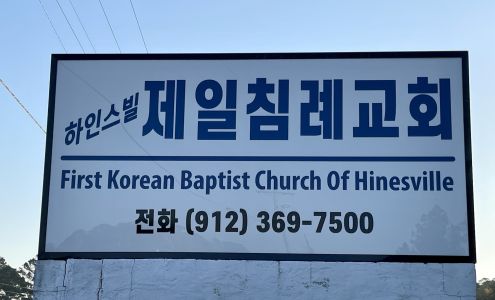 하인스빌 제일침례교회
First Korean Baptist Church Of Hinesville
전화 (912) 369-7500